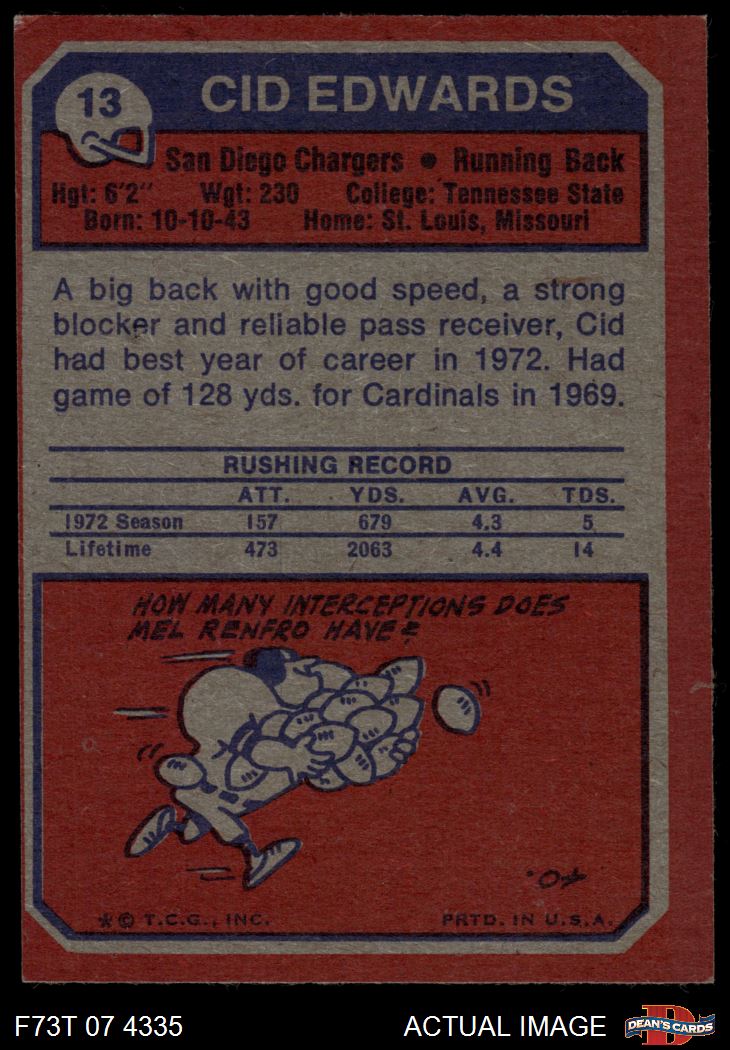 13
CID EDWARDS
San Diego Chargers • Running Back
Hgt: 6'2" Wgt: 230 College: Tennessee State
Born: 10-10-43 Home: St. Louis, Missouri
A big back with good speed, a strong
blocker and reliable pass receiver, Cid
had best year of career in 1972. Had
game of 128 yds. for Cardinals in 1969.
RUSHING RECORD
ATT. YDS. AVG. TDS.
1972 Season 157 679 4.3 5
Lifetime 473 2063 4.4 14
HOW MANY INTERCEPTIONS DOES
MEL RENFRO HAVE?
* © T.C.G., INC. PRTD. IN U.S.A.
F73T 07 4335 ACTUAL IMAGE
D
DEAN'S CARDS